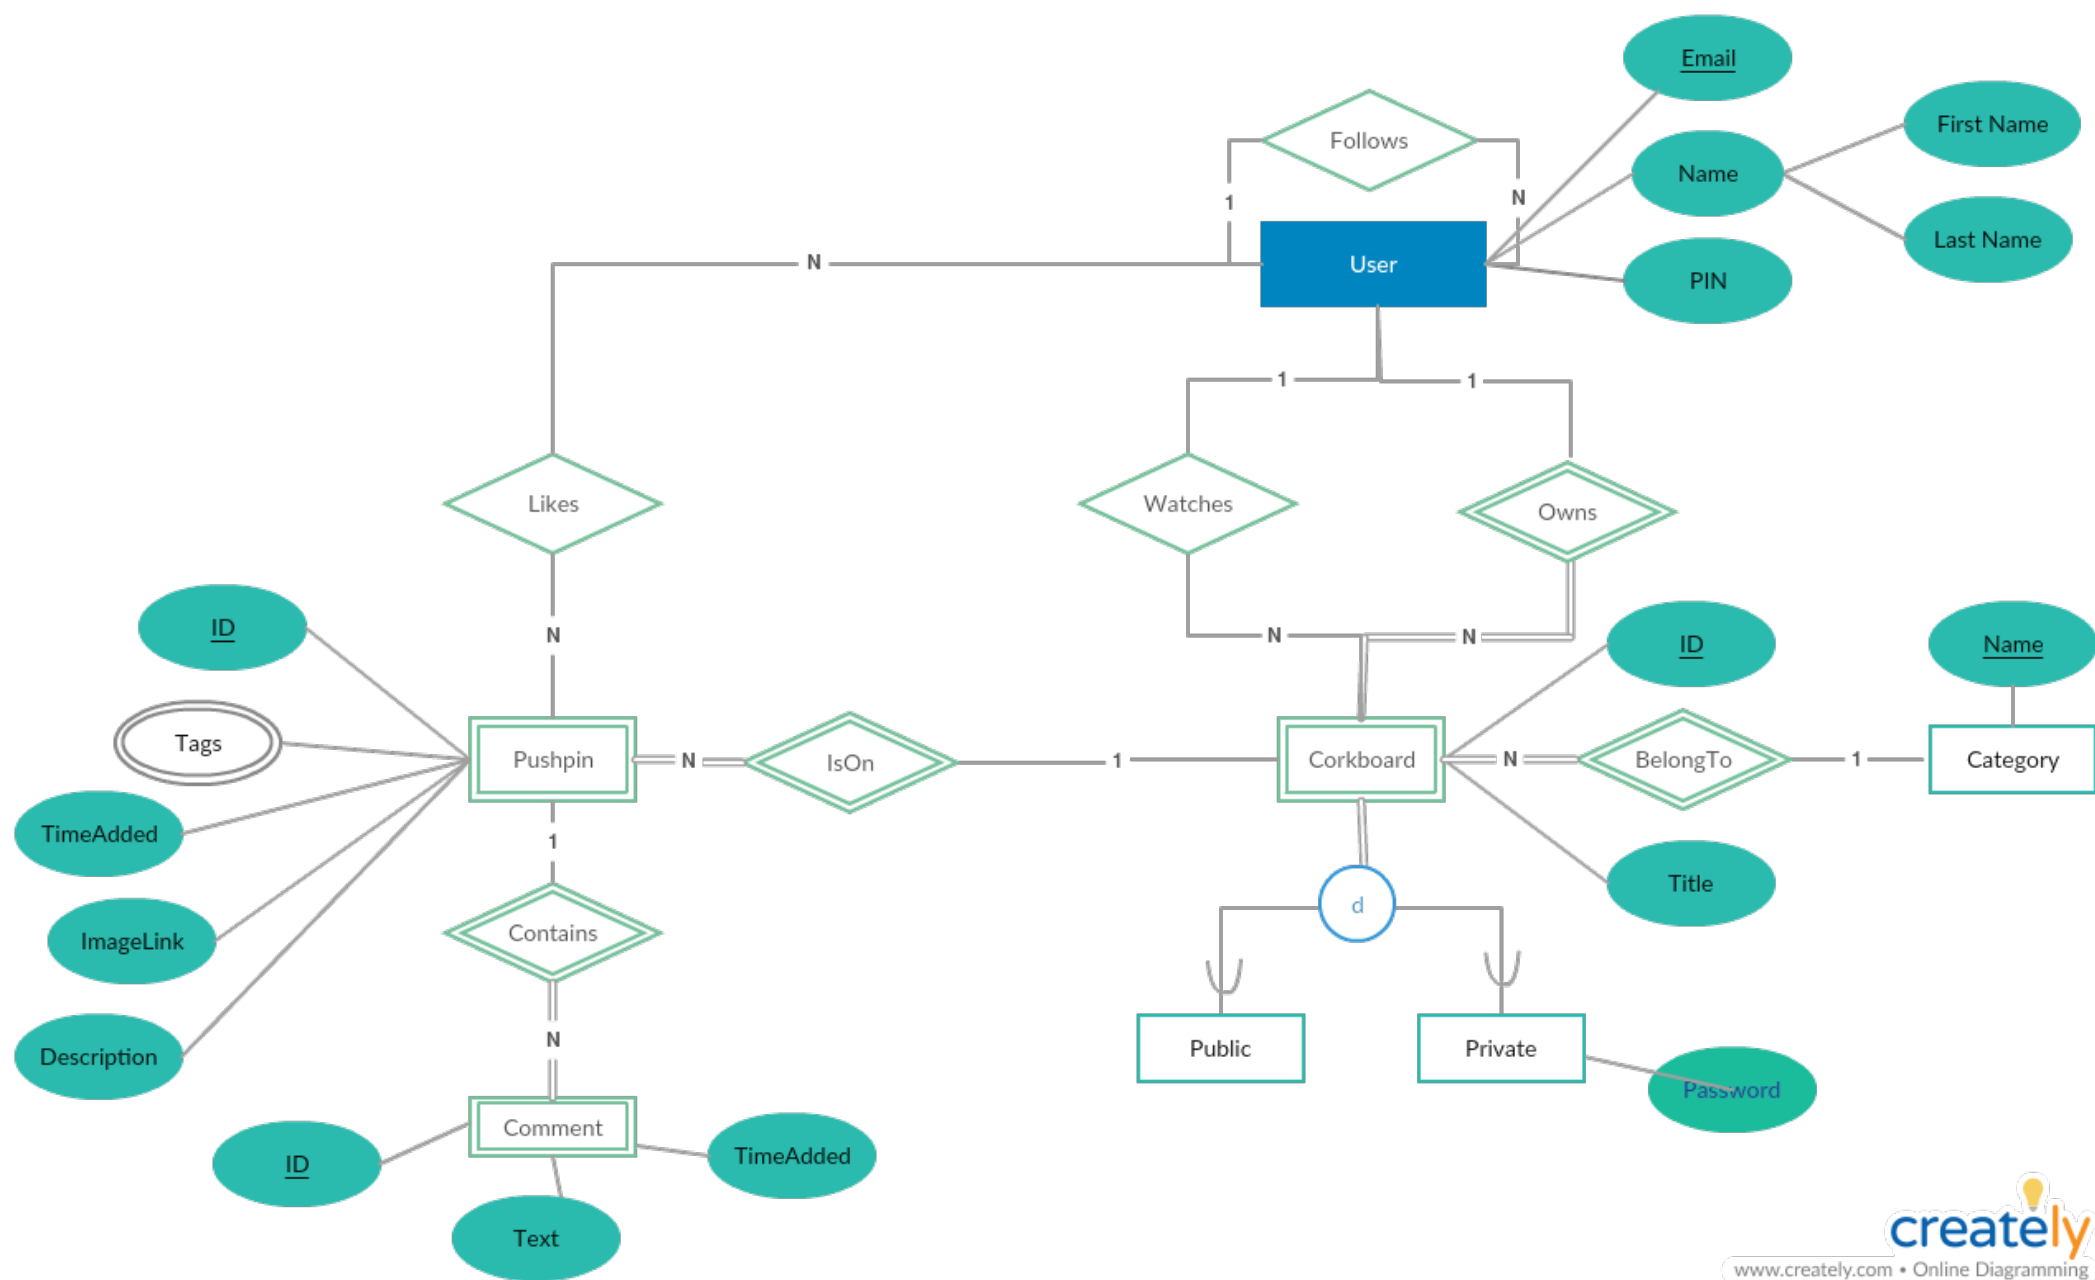 Email
First Name
Follows
Name
1
N
Last Name
N
User
PIN
1
1
Likes
Watches
Owns
ID
N
N
N
ID
Name
Tags
Pushpin
N
IsOn
1
Corkboard
N
BelongTo
1
Category
TimeAdded
1
Title
d
ImageLink
Contains
N
Public
Private
Description
Password
Comment
TimeAdded
ID
Text
creately
www.creately.com • Online Diagramming